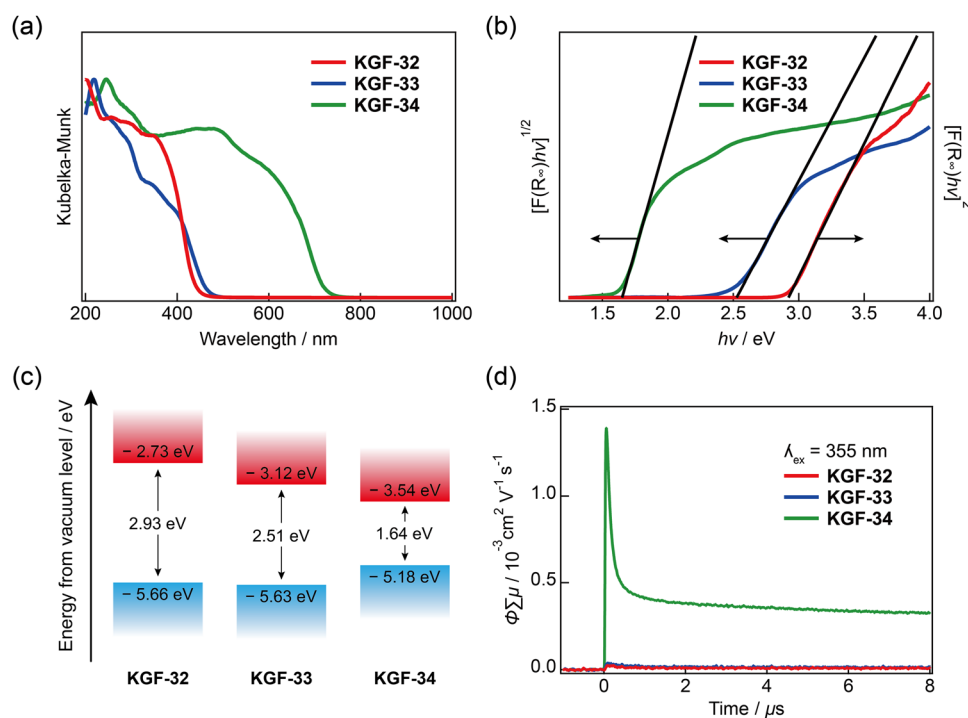 (a)
KGF-32
KGF-33
KGF-34
Kubelka-Munk
200
400
600
800
1000
Wavelength / nm
(b)
KGF-32
KGF-33
KGF-34
[F(R∞)hν]^1/2
[F(R∞)hν]^2
1.5
2.0
2.5
3.0
3.5
4.0
hν / eV
(c)
Energy from vacuum level / eV
− 2.73 eV
2.93 eV
− 5.66 eV
KGF-32
− 3.12 eV
2.51 eV
− 5.63 eV
KGF-33
− 3.54 eV
1.64 eV
− 5.18 eV
KGF-34
(d)
ΦΣμ / 10⁻³ cm² V⁻¹ s⁻¹
1.5
1.0
0.5
0.0
λex = 355 nm
KGF-32
KGF-33
KGF-34
0
2
4
6
8
Time / μs